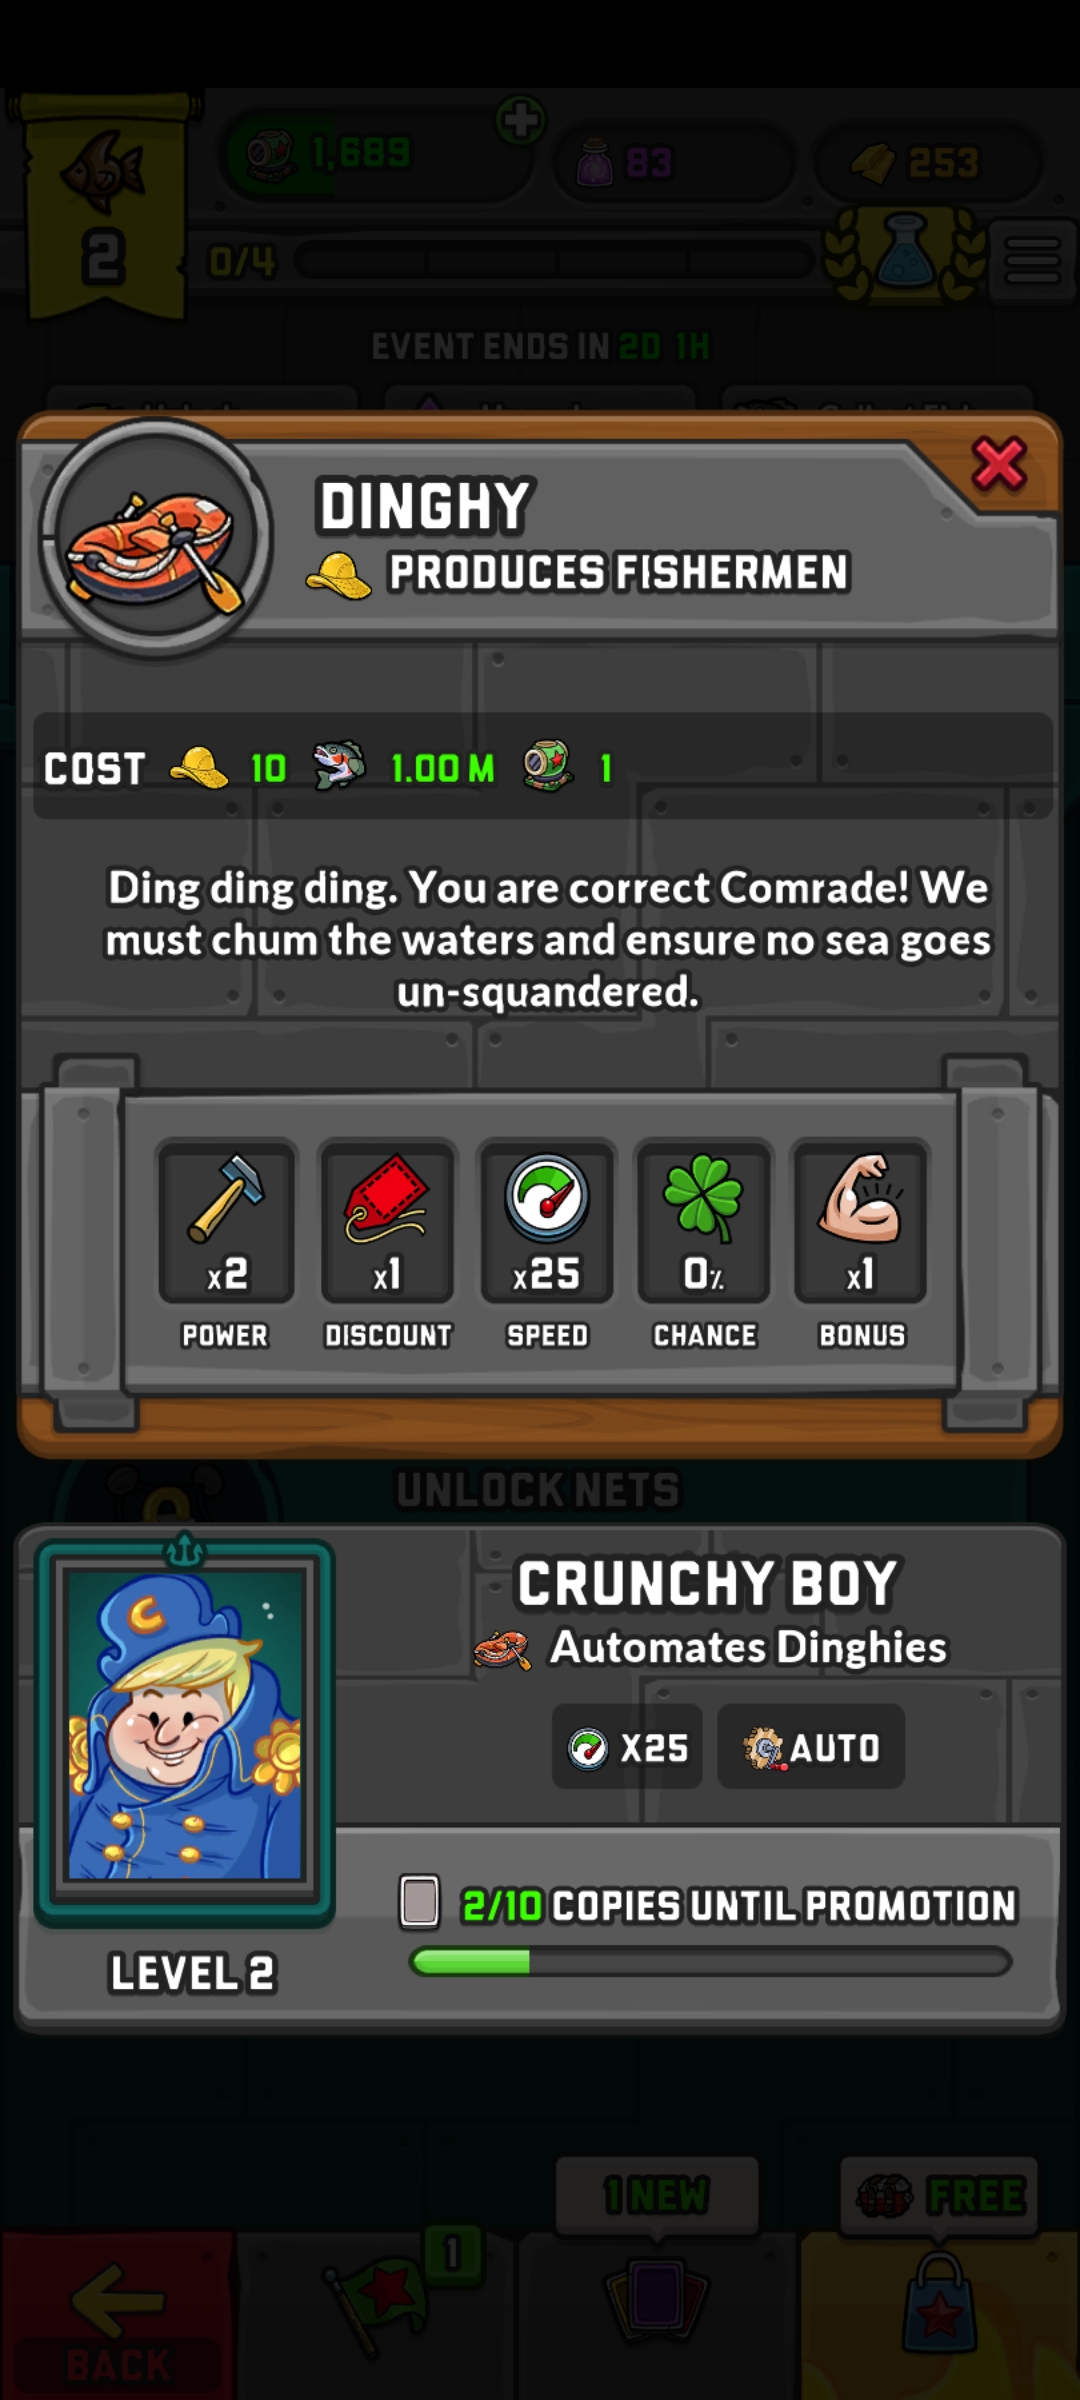 1,689
83
253
2
0/4
EVENT ENDS IN 2D 1H
DINGHY
PRODUCES FISHERMEN
COST 10 1.00 M 1
Ding ding ding. You are correct Comrade! We
must chum the waters and ensure no sea goes
un-squandered.
x2 x1 x25 0% x1
POWER DISCOUNT SPEED CHANCE BONUS
UNLOCK NETS
C
CRUNCHY BOY
Automates Dinghies
X25 AUTO
2/10 COPIES UNTIL PROMOTION
LEVEL 2
1 NEW
FREE
1
BACK